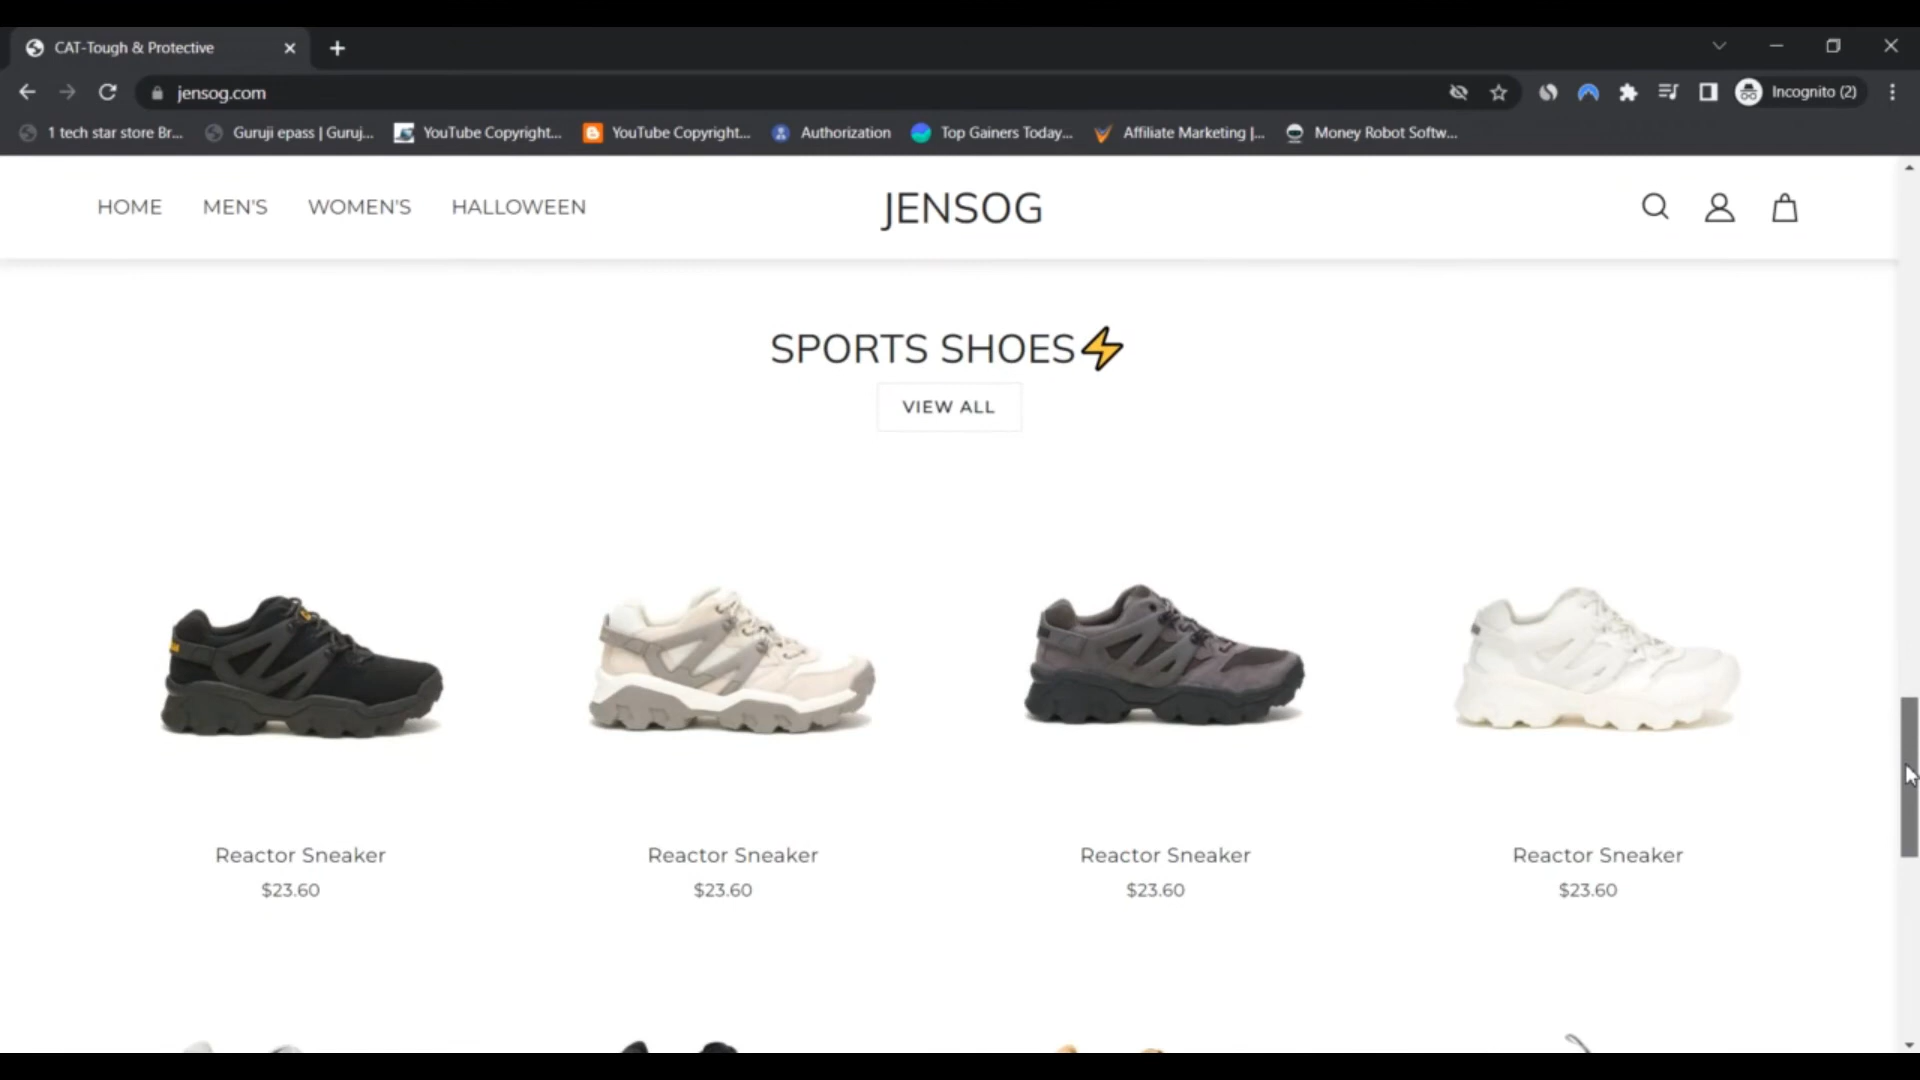 CAT-Tough & Protective
jensog.com
Incognito (2)
1 tech star store Br...
Guruji epass | Guruj...
YouTube Copyright...
YouTube Copyright...
Authorization
Top Gainers Today...
Affiliate Marketing |...
Money Robot Softw...
HOME
MEN'S
WOMEN'S
HALLOWEEN
JENSOG
SPORTS SHOES⚡
VIEW ALL
Reactor Sneaker
$23.60
Reactor Sneaker
$23.60
Reactor Sneaker
$23.60
Reactor Sneaker
$23.60